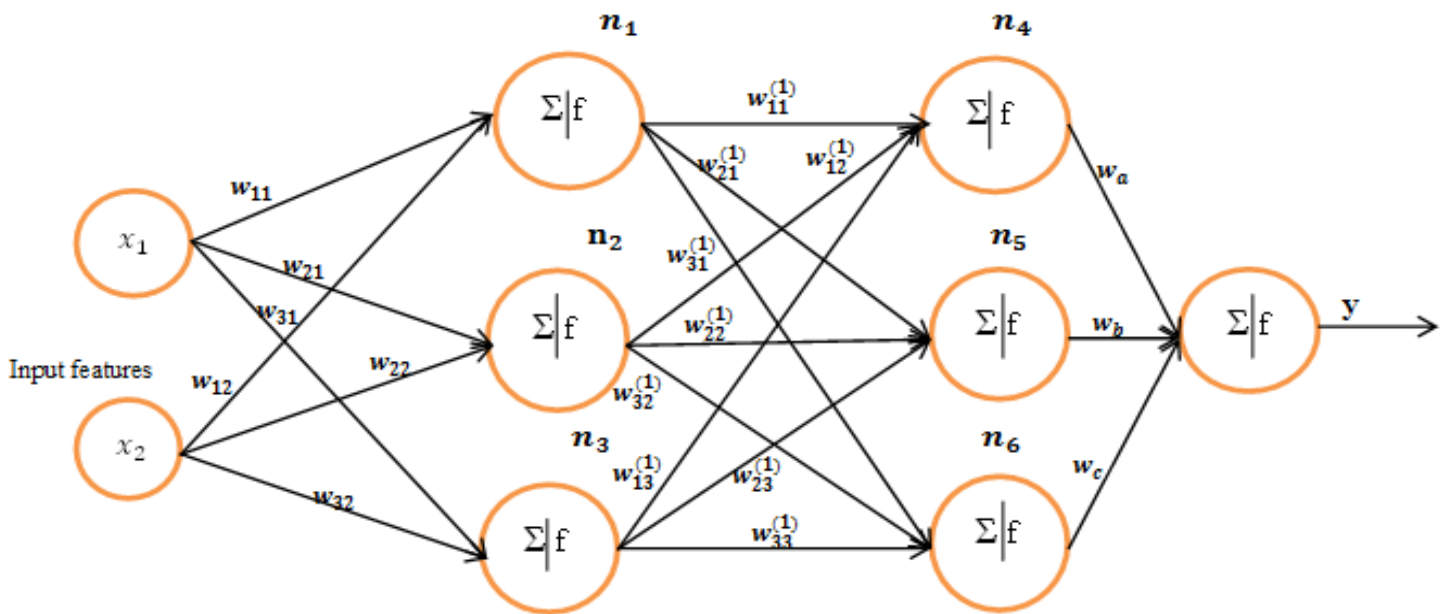 n₁ n₄
Σ|f w₁₁⁽¹⁾ Σ|f
w₂₁⁽¹⁾ w₁₂⁽¹⁾
w₁₁ wₐ
x₁ n₂ n₅
w₂₁ w₃₁⁽¹⁾
w₃₁ Σ|f w₂₂⁽¹⁾ Σ|f w_b Σ|f y
Input features w₁₂ w₂₂ w₃₂⁽¹⁾
x₂ n₃ n₆
w₁₃⁽¹⁾ w₂₃⁽¹⁾ w_c
w₃₂
Σ|f w₃₃⁽¹⁾ Σ|f